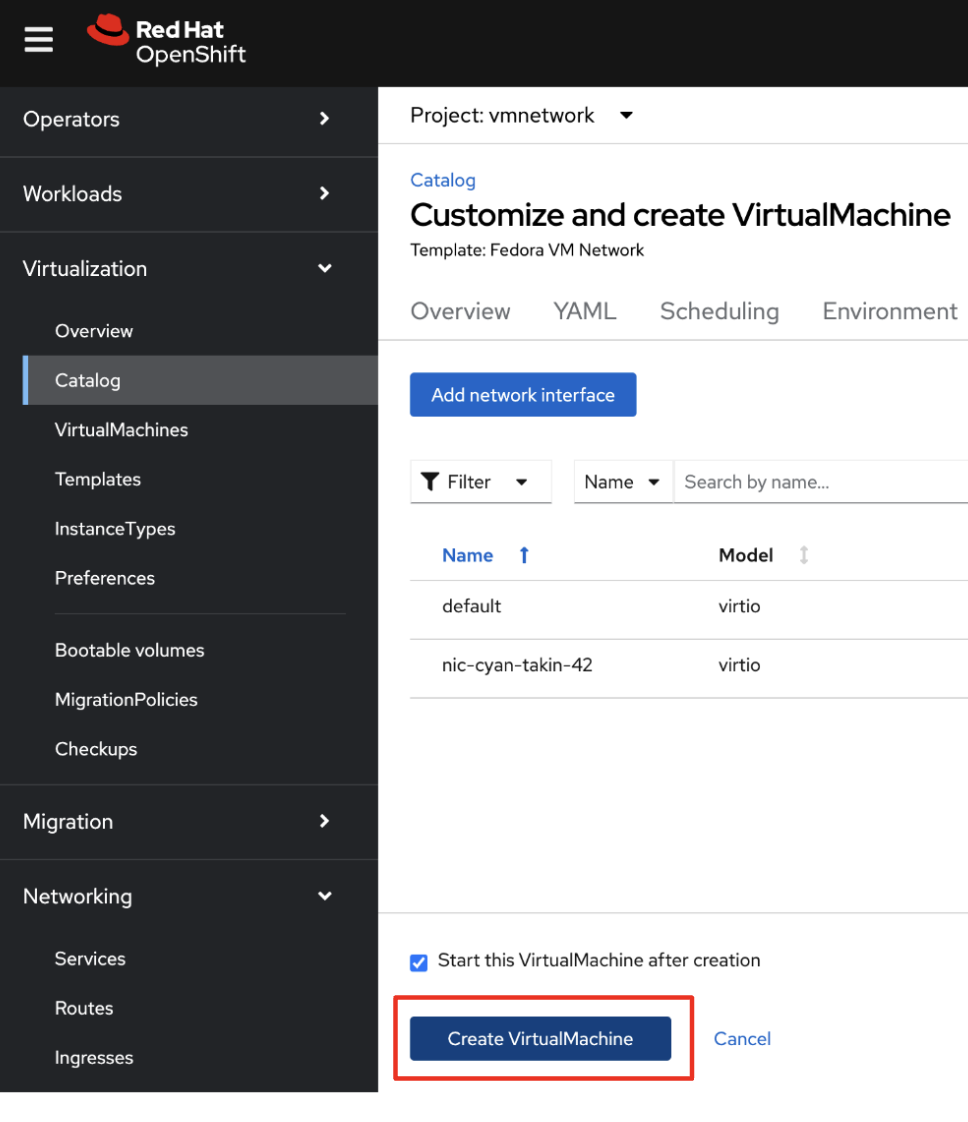 Red Hat
OpenShift
Operators
Workloads
Virtualization
Overview
Catalog
VirtualMachines
Templates
InstanceTypes
Preferences
Bootable volumes
MigrationPolicies
Checkups
Migration
Networking
Services
Routes
Ingresses
Project: vmnetwork
Catalog
Customize and create VirtualMachine
Template: Fedora VM Network
Overview YAML Scheduling Environment
Add network interface
Filter Name Search by name...
Name Model
default virtio
nic-cyan-takin-42 virtio
Start this VirtualMachine after creation
Create VirtualMachine Cancel